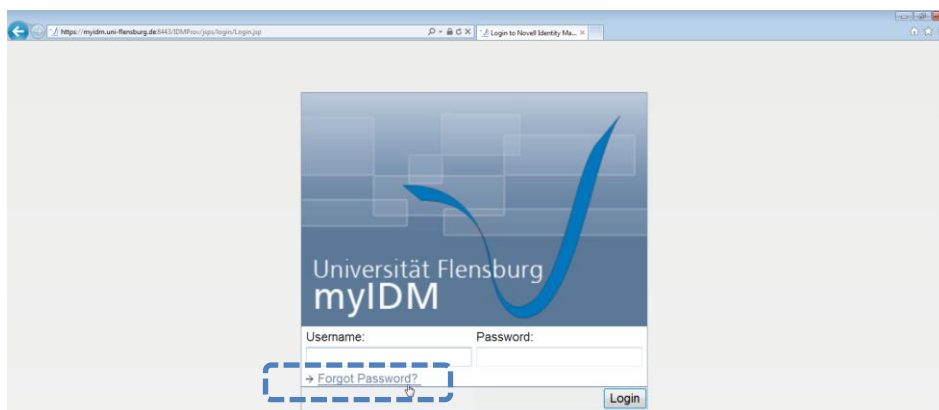 https://myidm.uni-flensburg.de:8443/IDMProv/jsps/login/Login.jsp
Login to Novell Identity Ma...
Universität Flensburg
myIDM
Username: Password:
→ Forgot Password?
Login